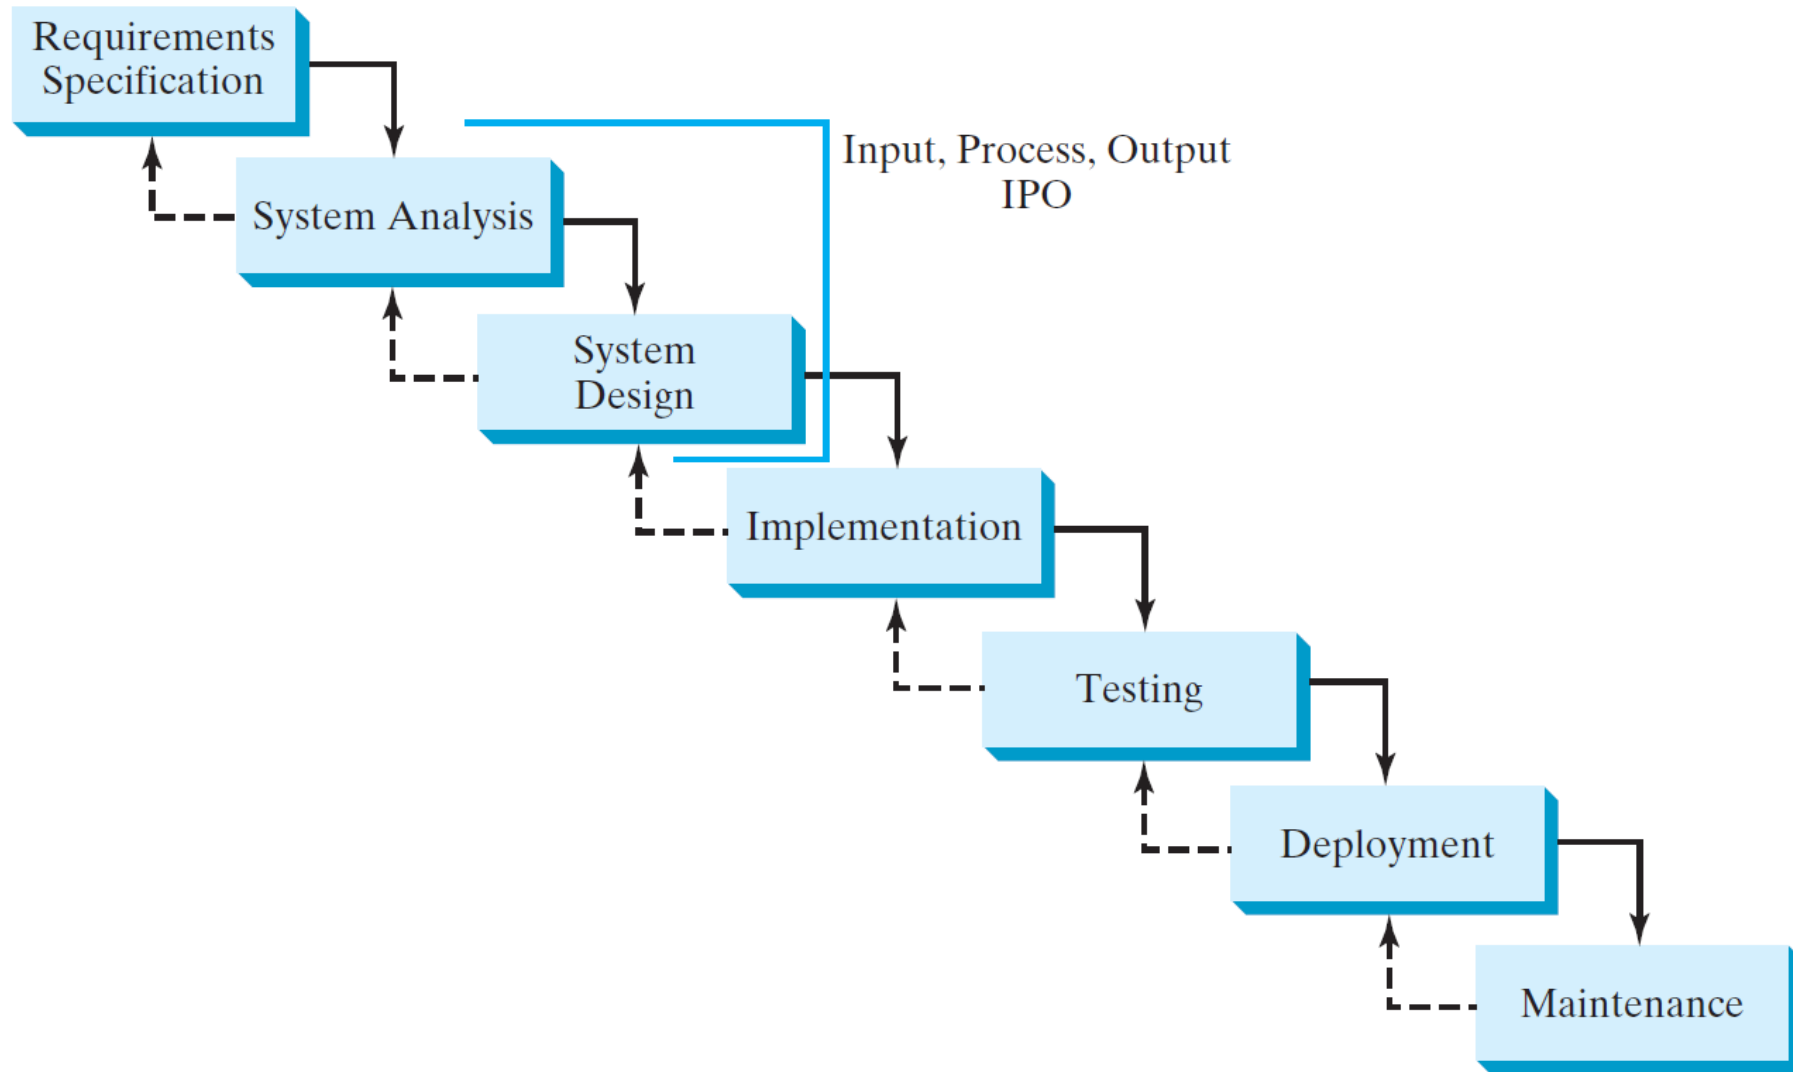 Requirements
Specification
Input, Process, Output
IPO
System Analysis
System
Design
Implementation
Testing
Deployment
Maintenance